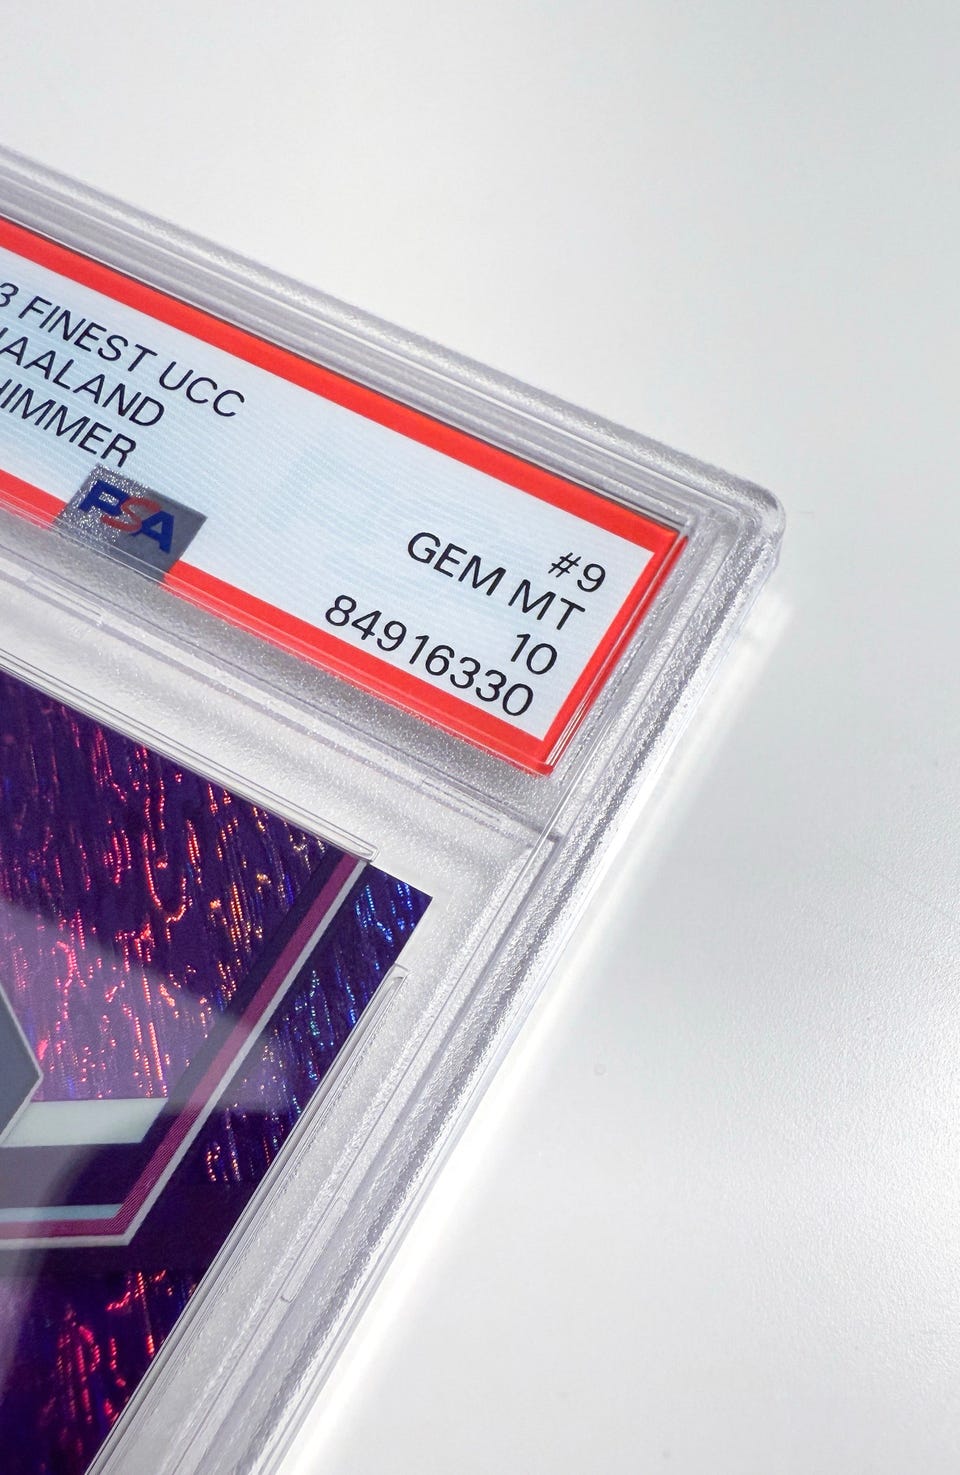 3 FINEST UCC
#9
HAALAND
GEM MT
HIMMER
10
PSA
84916330